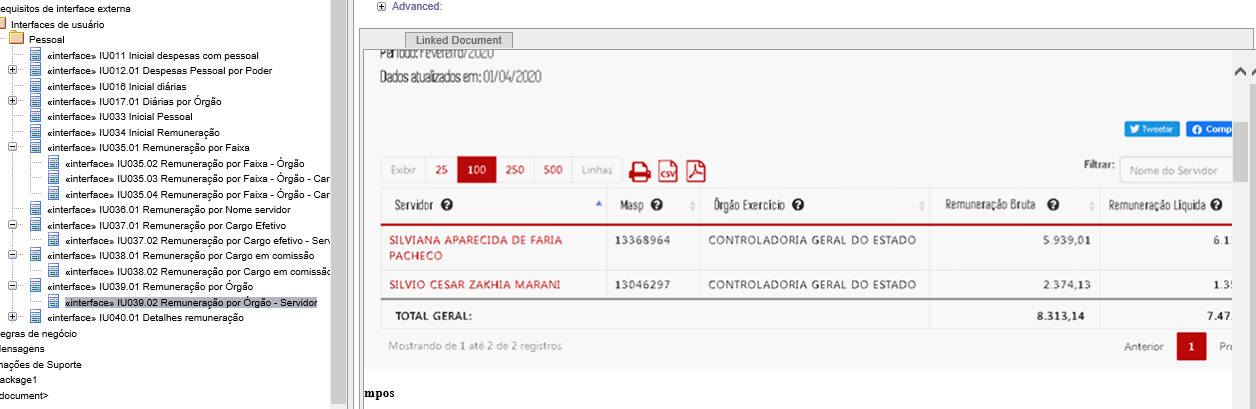 equisitos de interface externa
Interfaces de usuário
Pessoal
«interface» IU011 Inicial despesas com pessoal
«interface» IU012.01 Despesas Pessoal por Poder
«interface» IU016 Inicial diárias
«interface» IU017.01 Diárias por Órgão
«interface» IU033 Inicial Pessoal
«interface» IU034 Inicial Remuneração
«interface» IU035.01 Remuneração por Faixa
«interface» IU035.02 Remuneração por Faixa - Órgão
«interface» IU035.03 Remuneração por Faixa - Órgão - Car
«interface» IU035.04 Remuneração por Faixa - Órgão - Car
«interface» IU036.01 Remuneração por Nome servidor
«interface» IU037.01 Remuneração por Cargo Efetivo
«interface» IU037.02 Remuneração por Cargo efetivo - Ser
«interface» IU038.01 Remuneração por Cargo em comissão
«interface» IU038.02 Remuneração por Cargo em comissão
«interface» IU039.01 Remuneração por Órgão
«interface» IU039.02 Remuneração por Órgão - Servidor
«interface» IU040.01 Detalhes remuneração
egras de negócio
ensagens
mações de Suporte
ackage1
document>
Advanced:
Linked Document
Período: Fevereiro/2020
Dados atualizados em: 01/04/2020
Tweetar Comp
Exibir 25 100 250 500 Linhas CSV Filtrar: Nome do Servidor
Servidor Masp Órgão Exercício Remuneração Bruta Remuneração Líquida
SILVIANA APARECIDA DE FARIA PACHECO 13368964 CONTROLADORIA GERAL DO ESTADO 5.939,01 6.1
SILVIO CESAR ZAKHIA MARANI 13046297 CONTROLADORIA GERAL DO ESTADO 2.374,13 1.3
TOTAL GERAL: 8.313,14 7.47
Mostrando de 1 até 2 de 2 registros Anterior 1 Pr
mpos